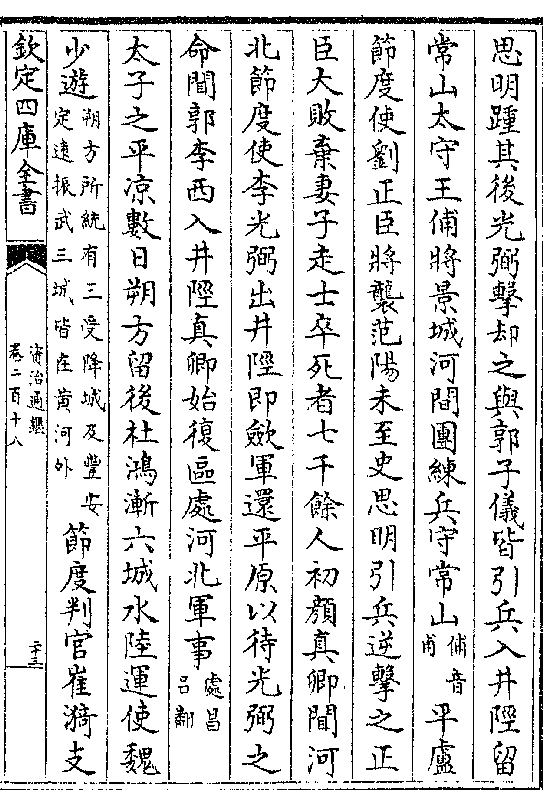 思明踵其後光弼擊却之與郭子儀皆引兵入井陘留
常山太守王俌將景城河間團練兵守常山俌音甫平盧
節度使劉正臣將襲范陽未至史思明引兵逆擊之正
臣大敗棄妻子走士卒死者七千餘人初顔真卿聞河
北節度使李光弼出井陘即斂軍還平原以待光弼之
命聞郭李西入井陘真卿始復區處河北軍事處昌呂翻
太子之平凉數日朔方留後杜鴻漸六城水陸運使魏
少遊朔方所統有三受降城及豐安定遠振武三城皆在黄河外節度判官崔漪支
欽定四庫全書
資治通鑑
卷二百十八
二十三